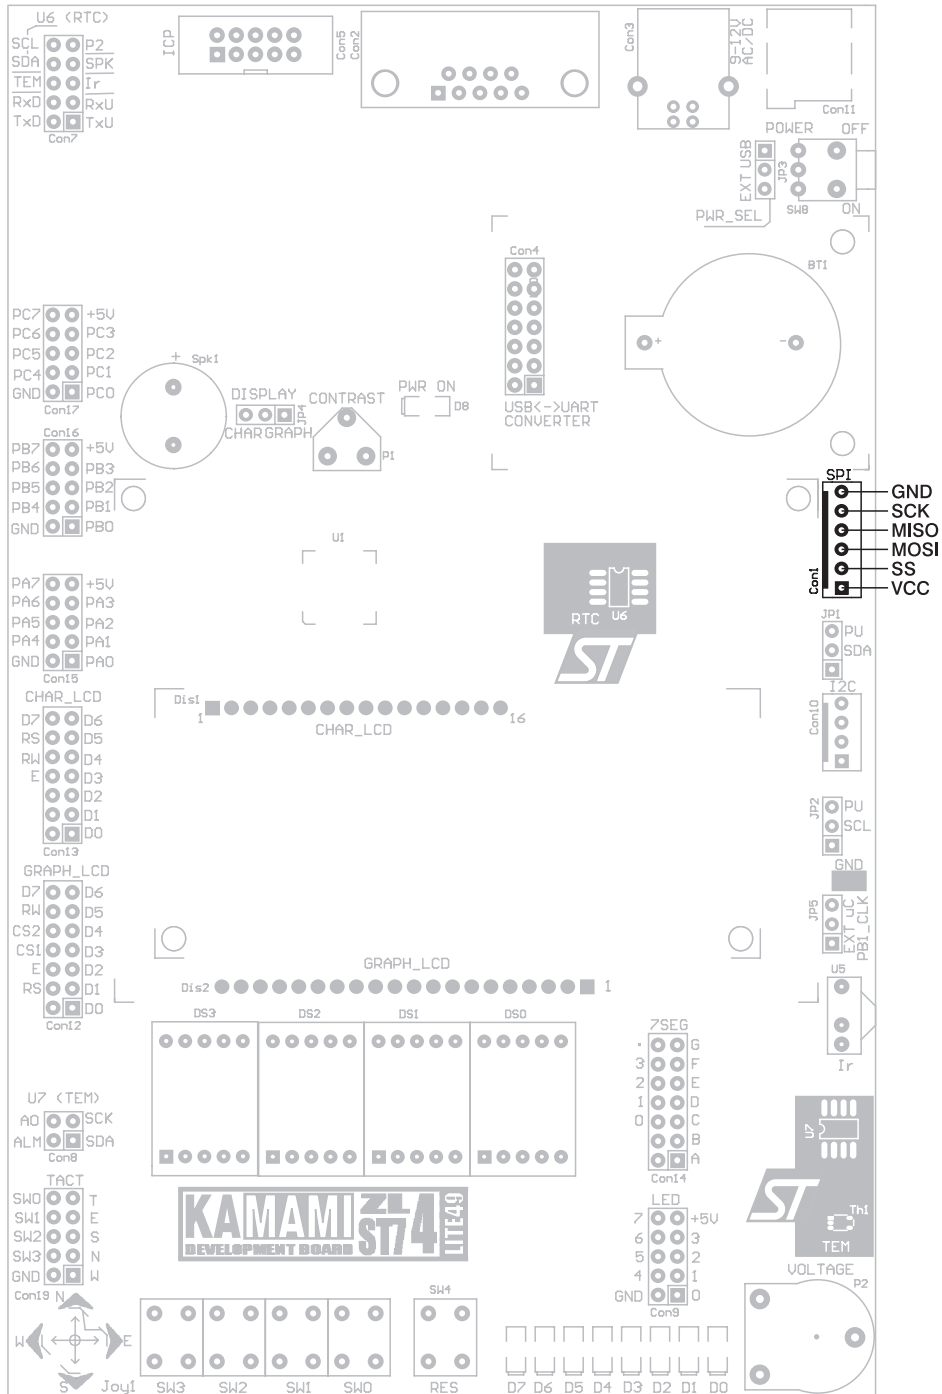 U6 (RTC)
SCL P2
SDA SPK
TEM Ir
RxD RxU
TxD TxU
Con7
ICP
Con5
Con2
Con3
9-12V
AC/DC
Con11
POWER OFF
EXT USB
JP3
SW8
ON
PWR_SEL
Con4
BT1
+ -
USB<->UART
CONVERTER
PC7 +5V
PC6 PC3
PC5 PC2
PC4 PC1
GND PC0
Con17
+ Spk1
DISPLAY
JP4
CHAR GRAPH
CONTRAST
P1
PWR ON
D8
Con16
PB7 +5V
PB6 PB3
PB5 PB2
PB4 PB1
GND PB0
SPI
GND
SCK
MISO
MOSI
SS
VCC
Con1
U1
RTC U6
ST
PA7 +5V
PA6 PA3
PA5 PA2
PA4 PA1
GND PA0
Con15
JP1
PU
SDA
I2C
Con10
CHAR_LCD
D7 D6
RS D5
RW D4
E D3
D2
D1
D0
Con13
Dis1
1 16
CHAR_LCD
JP2
PU
SCL
GND
JP5
EXT uC
PB1_CLK
GRAPH_LCD
D7 D6
RW D5
CS2 D4
CS1 D3
E D2
RS D1
D0
Con12
GRAPH_LCD
Dis2 1
DS3 DS2 DS1 DS0
U5
Ir
7SEG
. G
3 F
2 E
1 D
0 C
B
A
Con14
U7 (TEM)
A0 SCK
ALM SDA
Con8
U7
ST
Th1
TEM
TACT
SW0 T
SW1 E
SW2 S
SW3 N
GND W
Con19
KAMAMI ZL4ST7 LITE49
DEVELOPMENT BOARD
LED
7 +5V
6 3
5 2
4 1
GND 0
Con9
VOLTAGE
P2
N
W E
S
Joy1
SW3 SW2 SW1 SW0
SW4
RES
D7 D6 D5 D4 D3 D2 D1 D0